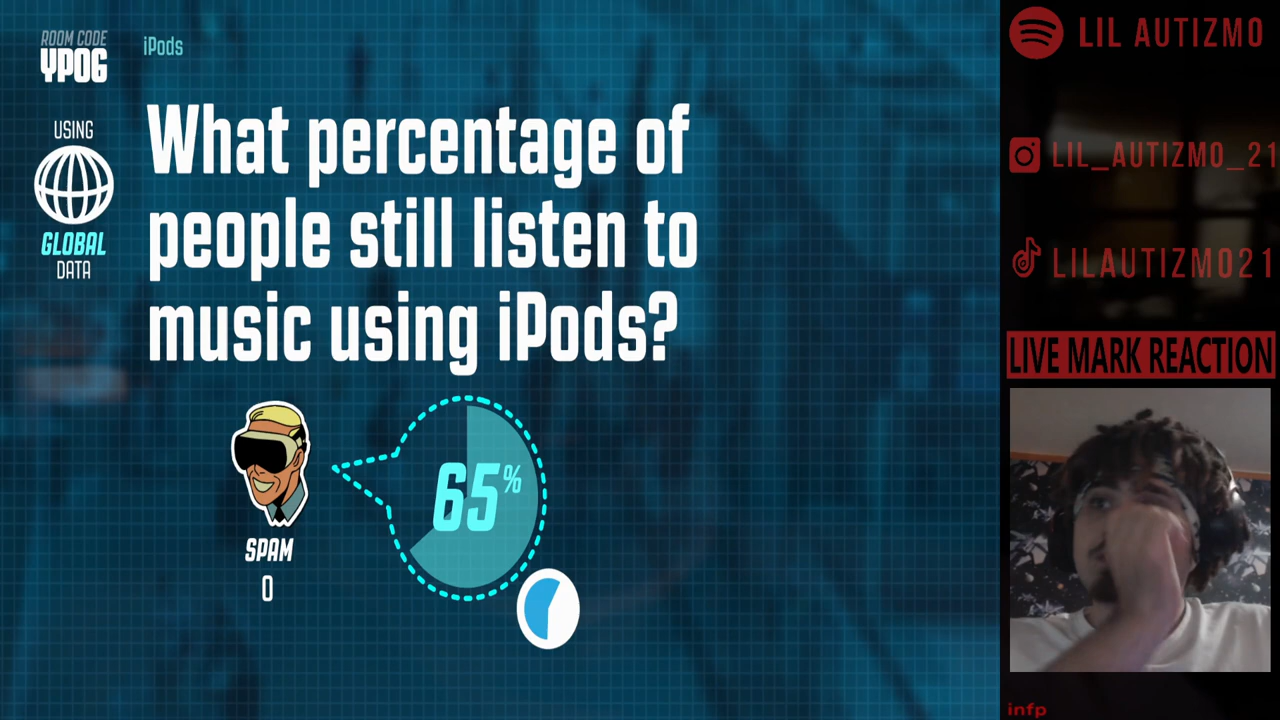 ROOM CODE
YPOG
iPods
USING
GLOBAL
DATA
What percentage of
people still listen to
music using iPods?
65%
SPAM
0
LIL AUTIZMO
LIL_AUTIZMO_21
LILAUTIZMO21
LIVE MARK REACTION
infp